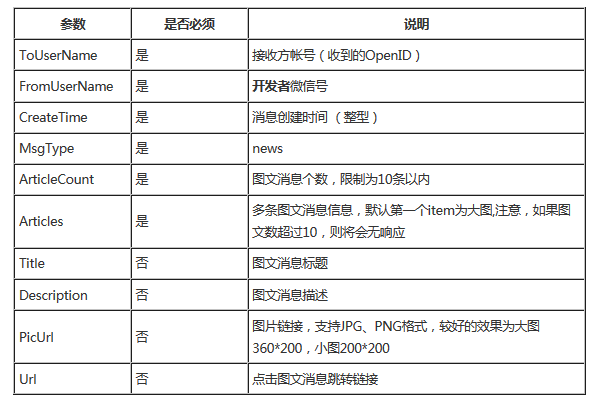 参数 是否必须 说明
ToUserName 是 接收方帐号（收到的OpenID）
FromUserName 是 开发者微信号
CreateTime 是 消息创建时间 （整型）
MsgType 是 news
ArticleCount 是 图文消息个数，限制为10条以内
Articles 是 多条图文消息信息，默认第一个item为大图,注意，如果图
文数超过10，则将会无响应
Title 否 图文消息标题
Description 否 图文消息描述
PicUrl 否 图片链接，支持JPG、PNG格式，较好的效果为大图
360*200，小图200*200
Url 否 点击图文消息跳转链接